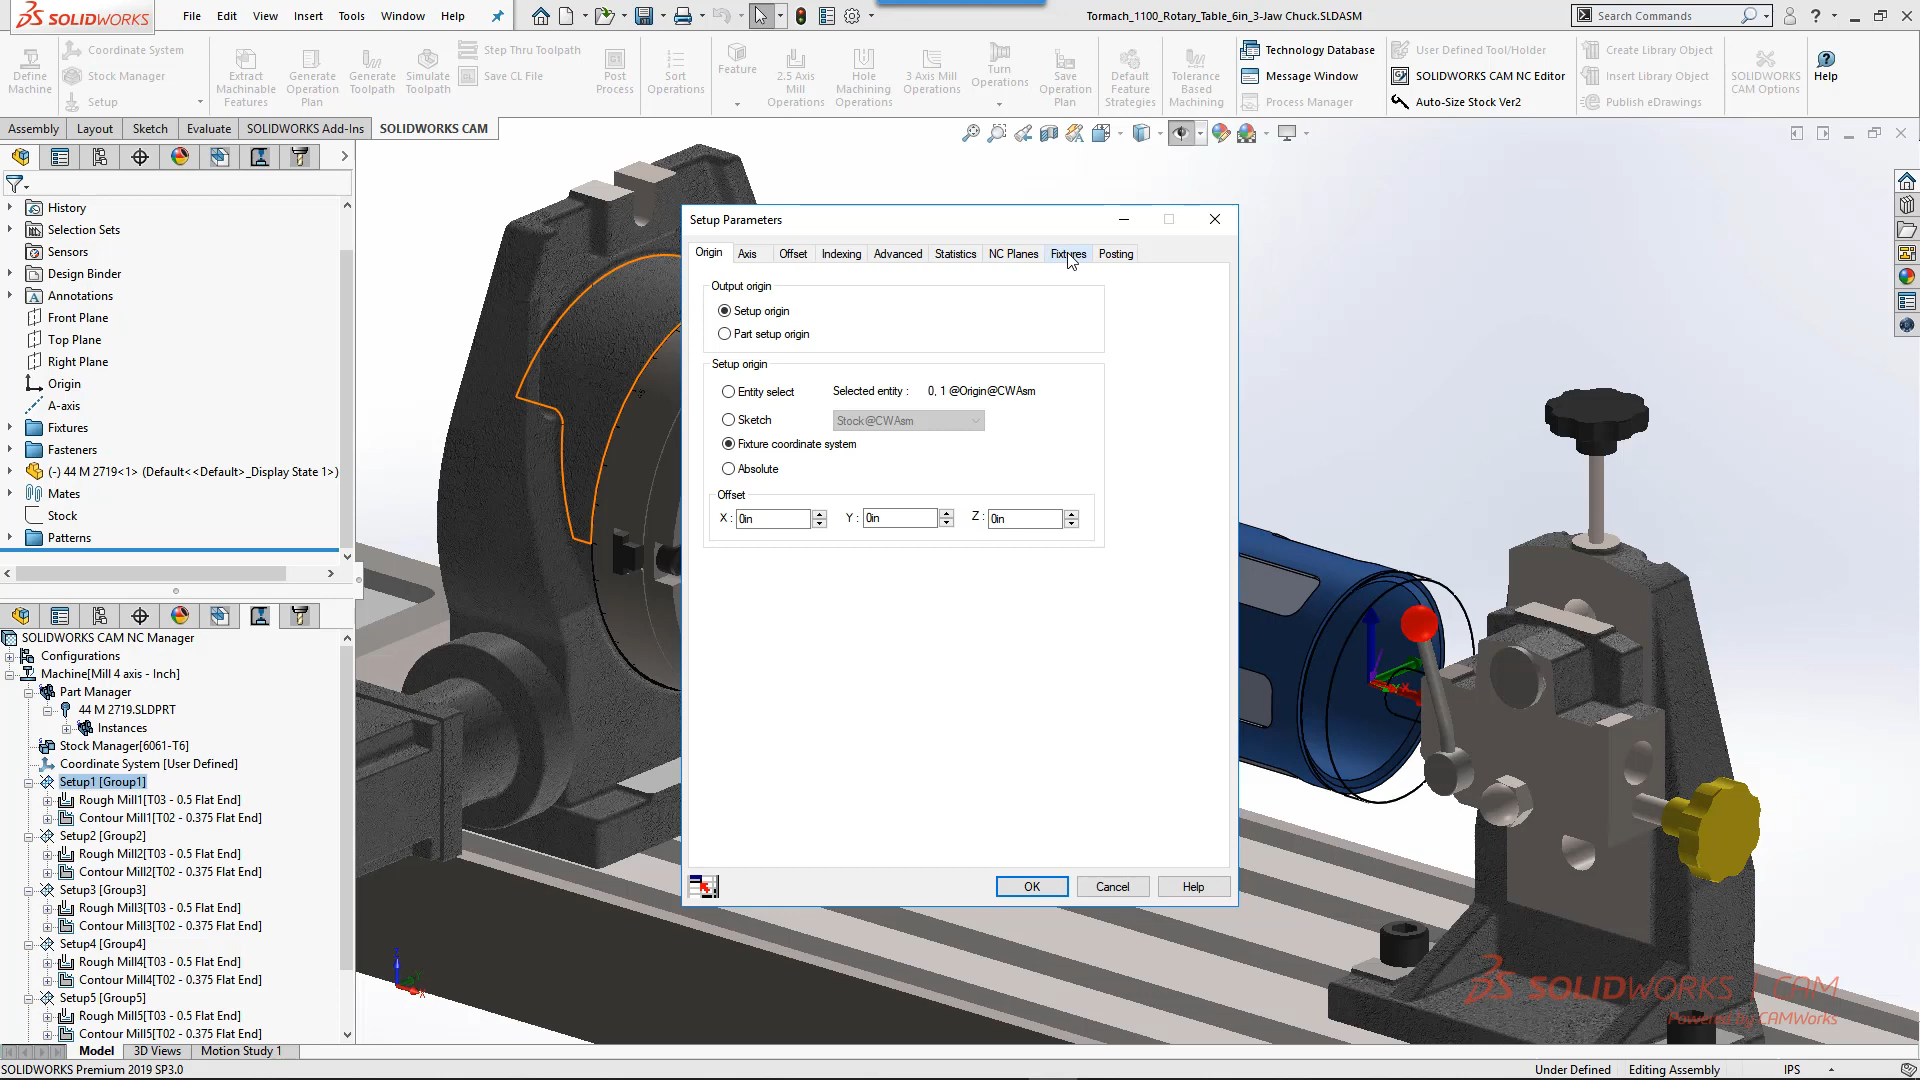 SOLIDWORKS
File Edit View Insert Tools Window Help
Tormach_1100_Rotary_Table_6in_3-Jaw Chuck.SLDASM
Search Commands
Define Machine
Coordinate System
Stock Manager
Setup
Extract Machinable Features
Generate Operation Plan
Generate Toolpath
Simulate Toolpath
Step Thru Toolpath
Save CL File
Post Process
Sort Operations
Feature
2.5 Axis Mill Operations
Hole Machining Operations
3 Axis Mill Operations
Turn Operations
Save Operation Plan
Default Feature Strategies
Tolerance Based Machining
Technology Database
Message Window
Process Manager
User Defined Tool/Holder
SOLIDWORKS CAM NC Editor
Auto-Size Stock Ver2
Create Library Object
Insert Library Object
Publish eDrawings
SOLIDWORKS CAM Options
Help
Assembly Layout Sketch Evaluate SOLIDWORKS Add-Ins SOLIDWORKS CAM
History
Selection Sets
Sensors
Design Binder
Annotations
Front Plane
Top Plane
Right Plane
Origin
A-axis
Fixtures
Fasteners
(-) 44 M 2719<1> (Default<<Default>_Display State 1>)
Mates
Stock
Patterns
SOLIDWORKS CAM NC Manager
Configurations
Machine[Mill 4 axis - Inch]
Part Manager
44 M 2719.SLDPRT
Instances
Stock Manager[6061-T6]
Coordinate System [User Defined]
Setup1 [Group1]
Rough Mill1[T03 - 0.5 Flat End]
Contour Mill1[T02 - 0.375 Flat End]
Setup2 [Group2]
Rough Mill2[T03 - 0.5 Flat End]
Contour Mill2[T02 - 0.375 Flat End]
Setup3 [Group3]
Rough Mill3[T03 - 0.5 Flat End]
Contour Mill3[T02 - 0.375 Flat End]
Setup4 [Group4]
Rough Mill4[T03 - 0.5 Flat End]
Contour Mill4[T02 - 0.375 Flat End]
Setup5 [Group5]
Rough Mill5[T03 - 0.5 Flat End]
Contour Mill5[T02 - 0.375 Flat End]
Setup Parameters
Origin Axis Offset Indexing Advanced Statistics NC Planes Fixtures Posting
Output origin
Setup origin
Part setup origin
Setup origin
Entity select Selected entity : 0, 1 @Origin@CWAsm
Sketch Stock@CWAsm
Fixture coordinate system
Absolute
Offset
X : 0in Y : 0in Z : 0in
OK Cancel Help
SOLIDWORKS | CAM
Powered by CAMWorks
Model 3D Views Motion Study 1
SOLIDWORKS Premium 2019 SP3.0
Under Defined Editing Assembly IPS